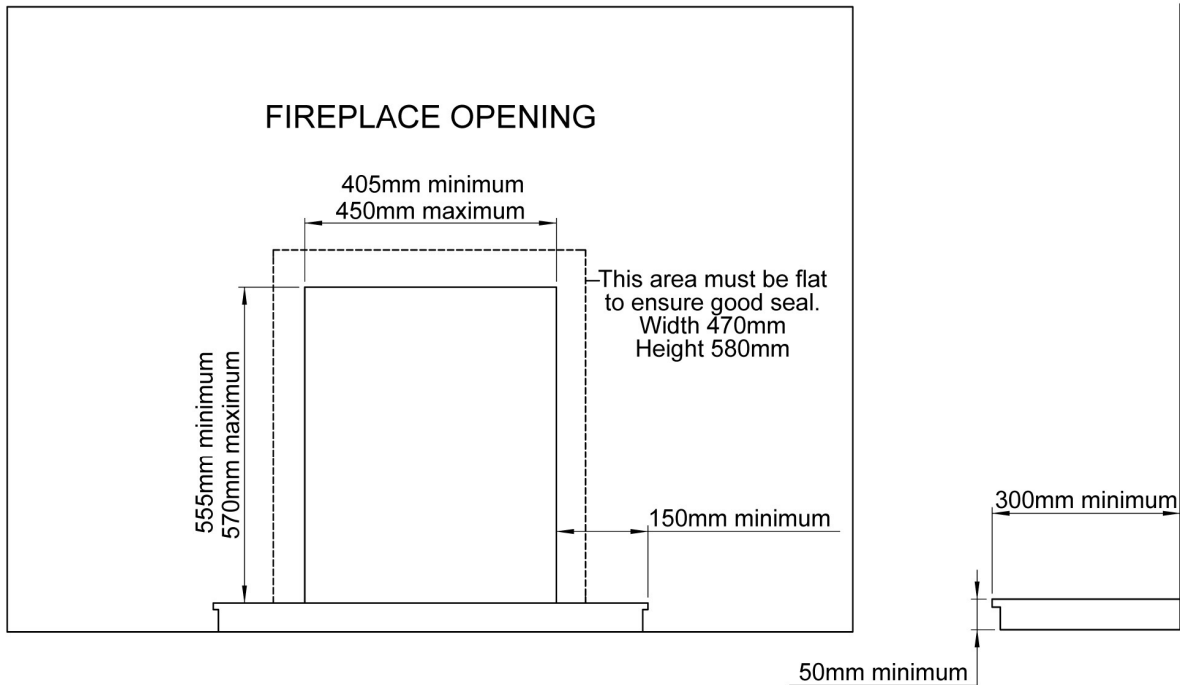 FIREPLACE OPENING
405mm minimum
450mm maximum
This area must be flat
to ensure good seal.
Width 470mm
Height 580mm
555mm minimum
570mm maximum
150mm minimum
300mm minimum
50mm minimum